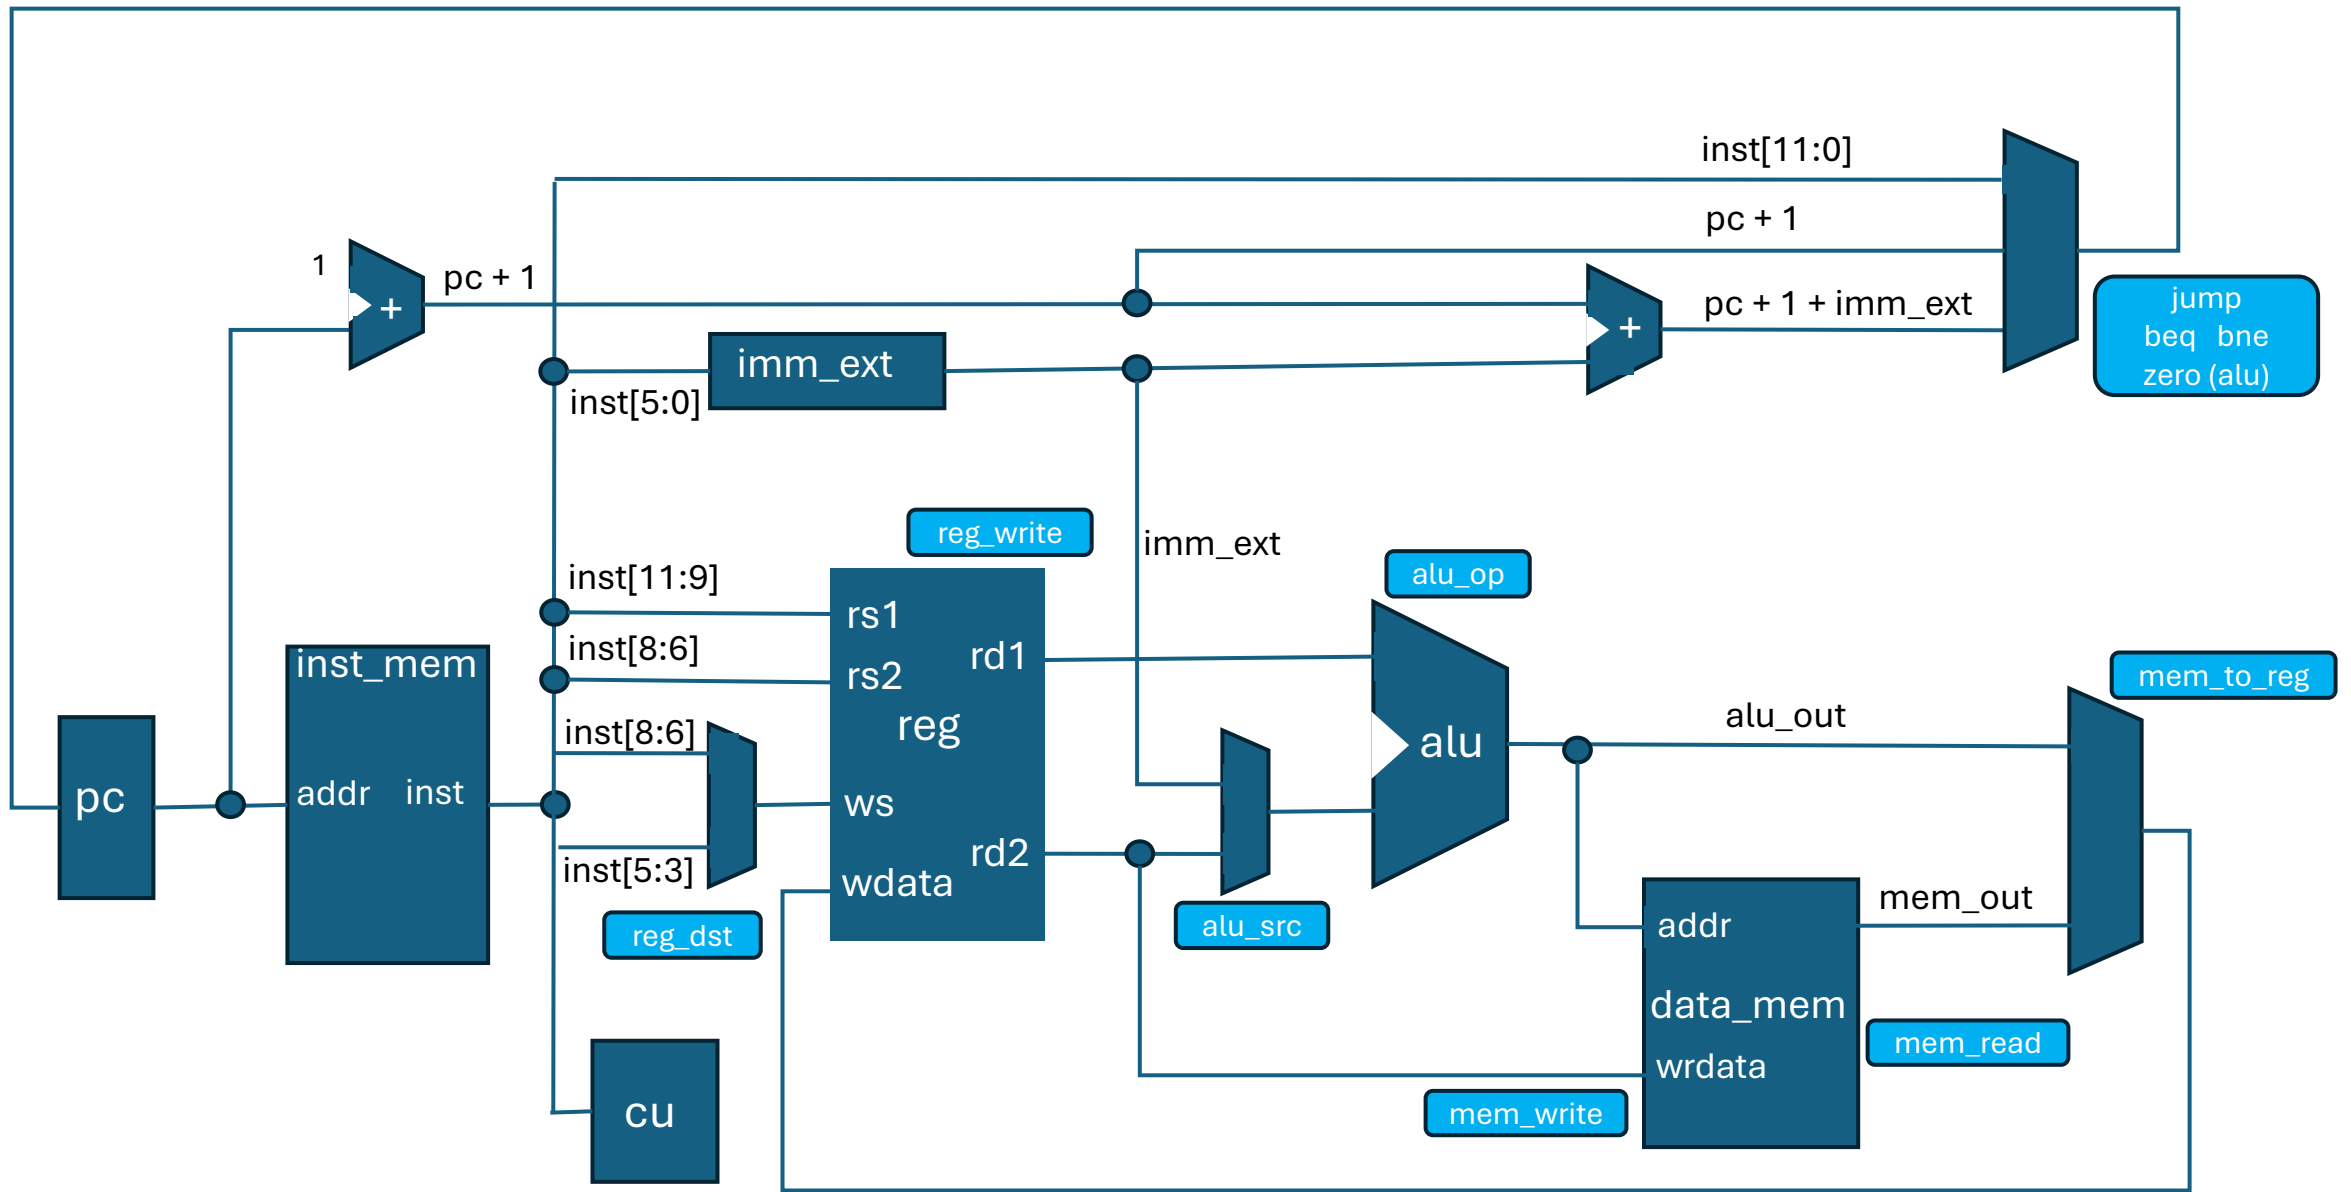 inst[11:0]
pc + 1
1
+
pc + 1
+
pc + 1 + imm_ext
jump
beq bne
zero (alu)
imm_ext
inst[5:0]
reg_write
imm_ext
alu_op
inst[11:9]
rs1
inst[8:6]
rs2
rd1
inst_mem
mem_to_reg
reg
inst[8:6]
alu_out
alu
pc
addr inst
ws
inst[5:3]
wdata
rd2
reg_dst
alu_src
mem_out
addr
data_mem
mem_read
wrdata
mem_write
cu